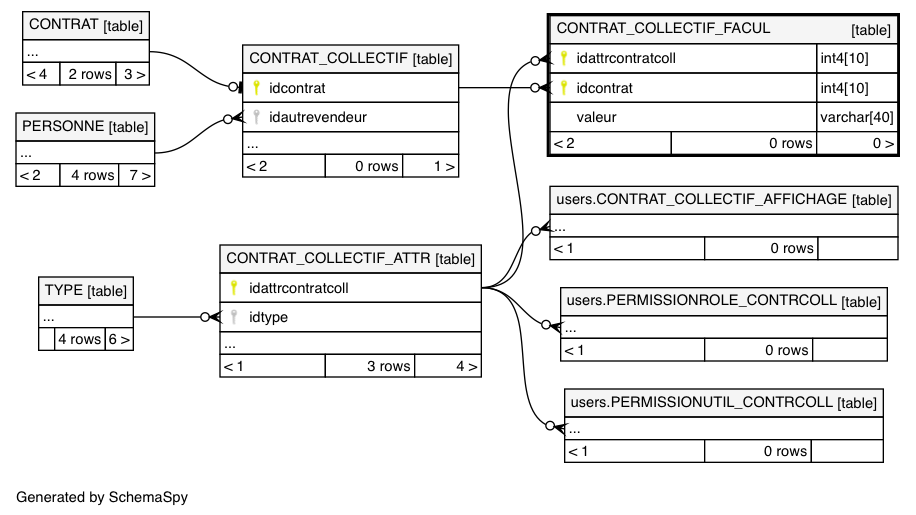 CONTRAT [table]
...
< 4 2 rows 3 >
PERSONNE [table]
...
< 2 4 rows 7 >
CONTRAT_COLLECTIF [table]
idcontrat
idautrevendeur
...
< 2 0 rows 1 >
CONTRAT_COLLECTIF_FACUL [table]
idattrcontratcoll int4[10]
idcontrat int4[10]
valeur varchar[40]
< 2 0 rows 0 >
users.CONTRAT_COLLECTIF_AFFICHAGE [table]
...
< 1 0 rows
TYPE [table]
...
4 rows 6 >
CONTRAT_COLLECTIF_ATTR [table]
idattrcontratcoll
idtype
...
< 1 3 rows 4 >
users.PERMISSIONROLE_CONTRCOLL [table]
...
< 1 0 rows
users.PERMISSIONUTIL_CONTRCOLL [table]
...
< 1 0 rows
Generated by SchemaSpy